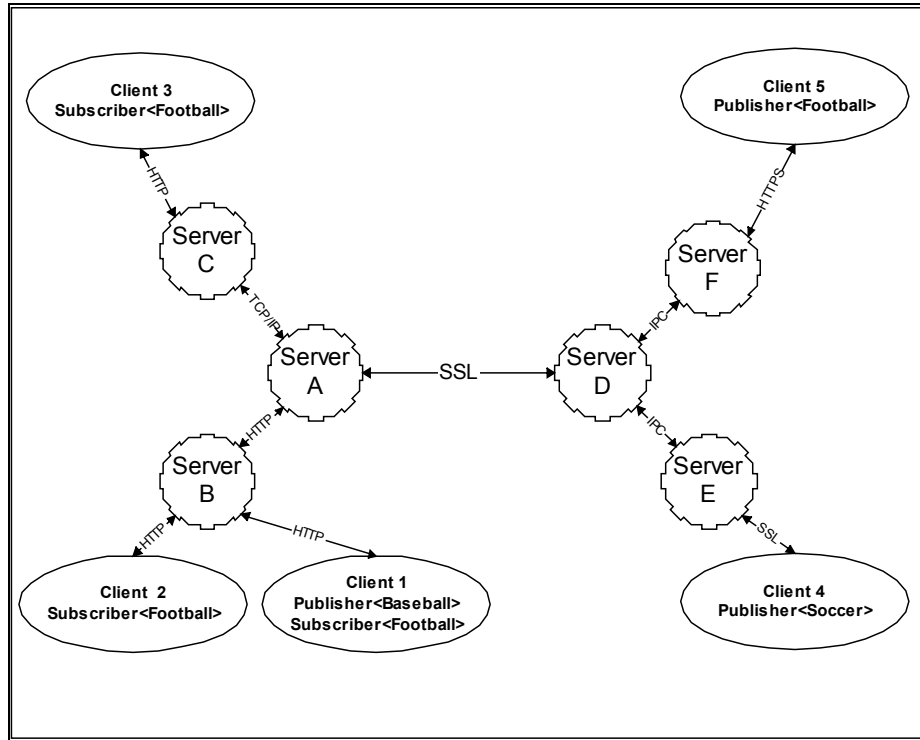 Client 3
Subscriber<Football>
Client 5
Publisher<Football>
HTTP
HTTPS
Server
C
Server
F
TCP/IP
IPC
Server
A
SSL
Server
D
HTTP
IPC
Server
B
Server
E
HTTP
HTTP
SSL
Client 2
Subscriber<Football>
Client 1
Publisher<Baseball>
Subscriber<Football>
Client 4
Publisher<Soccer>